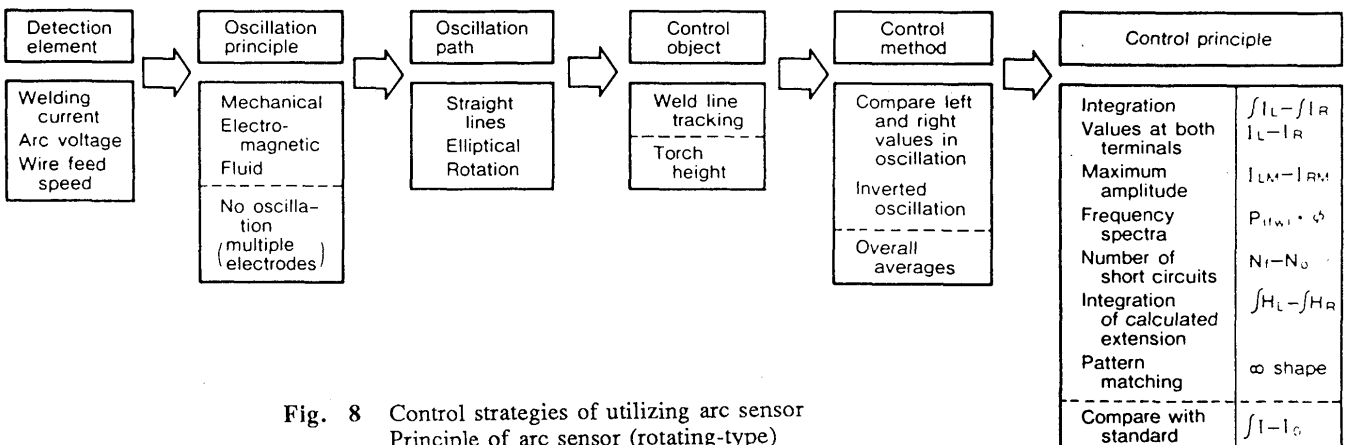 Detection
element
Oscillation
principle
Oscillation
path
Control
object
Control
method
Control principle
Welding
current
Arc voltage
Wire feed
speed
Mechanical
Electro-
magnetic
Fluid
No oscilla-
tion
(multiple
electrodes)
Straight
lines
Elliptical
Rotation
Weld line
tracking
Torch
height
Compare left
and right
values in
oscillation
Inverted
oscillation
Overall
averages
Integration ∫IL−∫IR
Values at both
terminals IL−IR
Maximum
amplitude ILM−IRM
Frequency
spectra
Number of
short circuits
Integration
of calculated
extension ∫HL−∫HR
Pattern
matching ∞ shape
Compare with
standard ∫I−I0
Fig. 8 Control strategies of utilizing arc sensor
Principle of arc sensor (rotating-type)